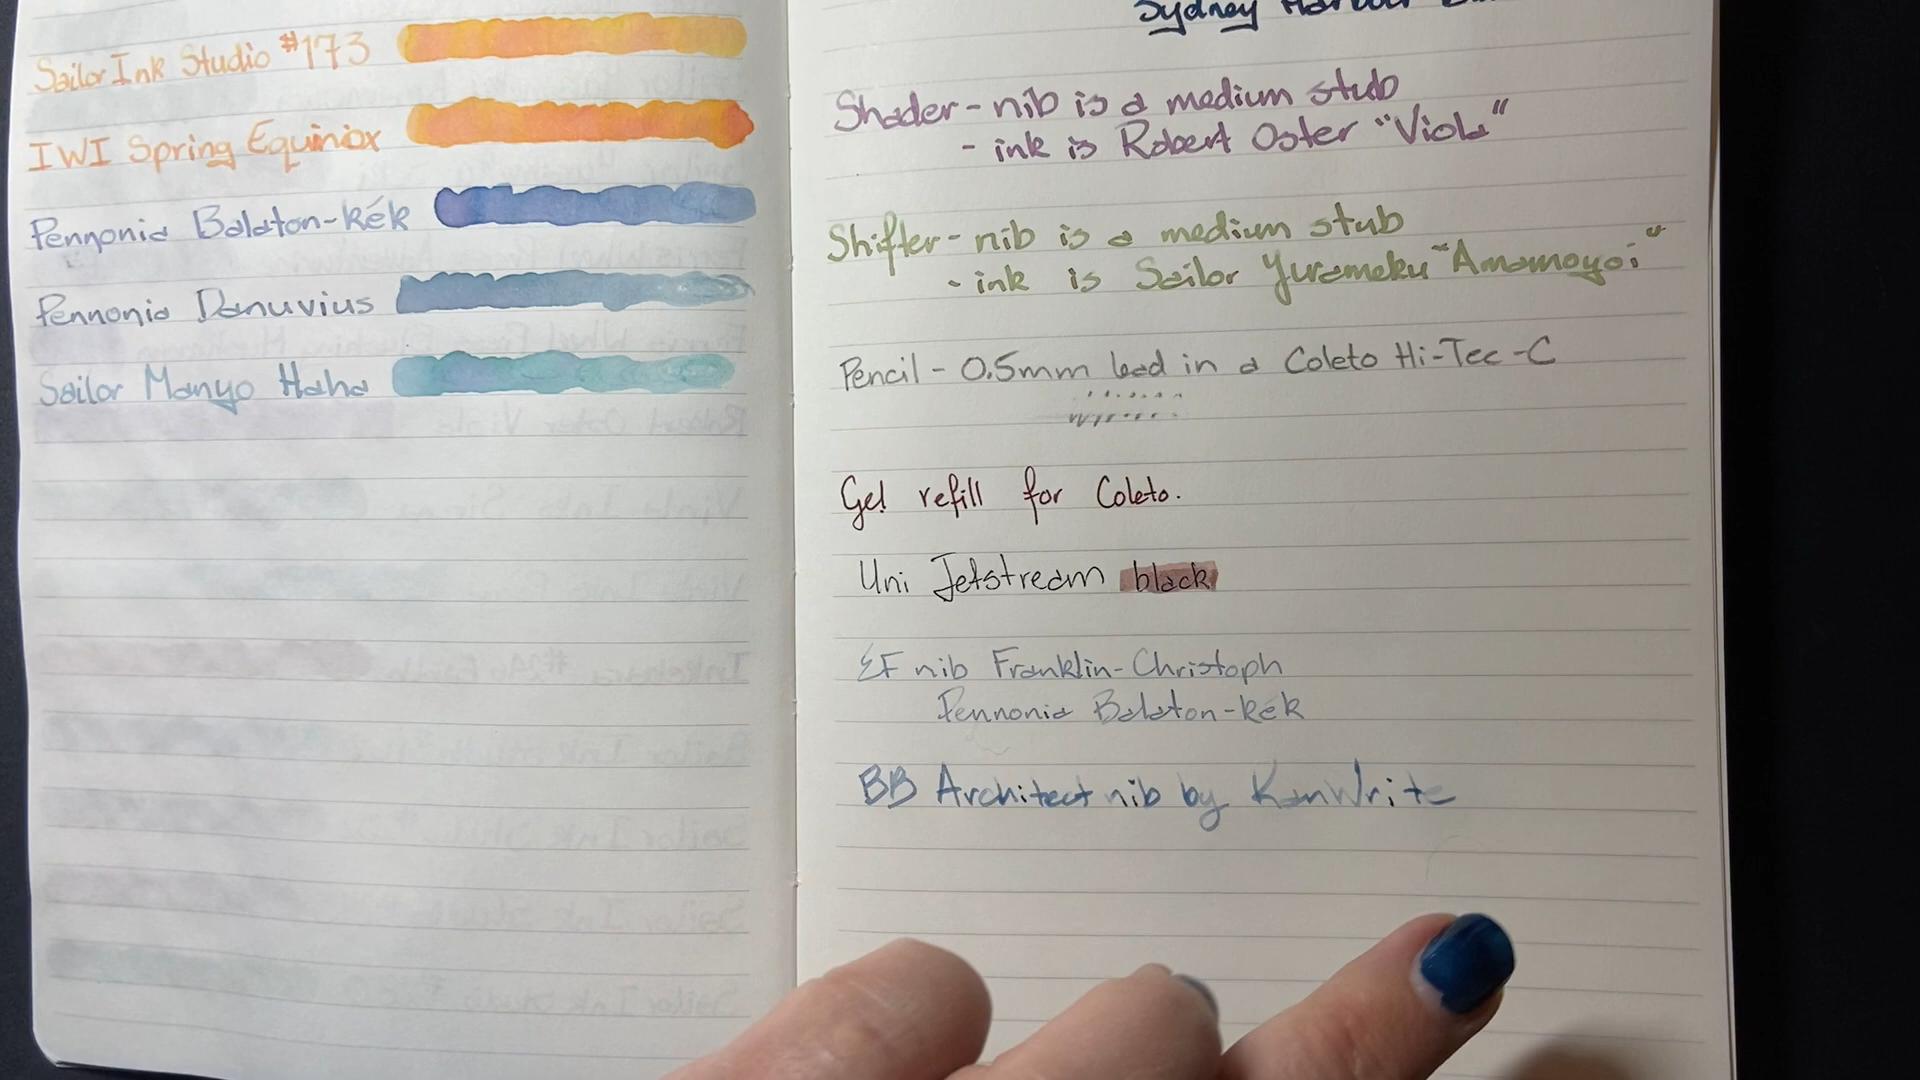 Sailor Ink Studio #173
IWI Spring Equinox
Pennonia Balaton-kék
Pennonia Danuvius
Sailor Manyo Haha
Sydney Harbour
Shader - nib is a medium stub
- ink is Robert Oster "Viola"
Shifter - nib is a medium stub
- ink is Sailor Yurameku "Amamoyoi"
Pencil - 0.5mm lead in a Coleto Hi-Tec-C
Gel refill for Coleto.
Uni Jetstream black
EF nib Franklin-Christoph
Pennonia Balaton-kék
BB Architect nib by KanWrite